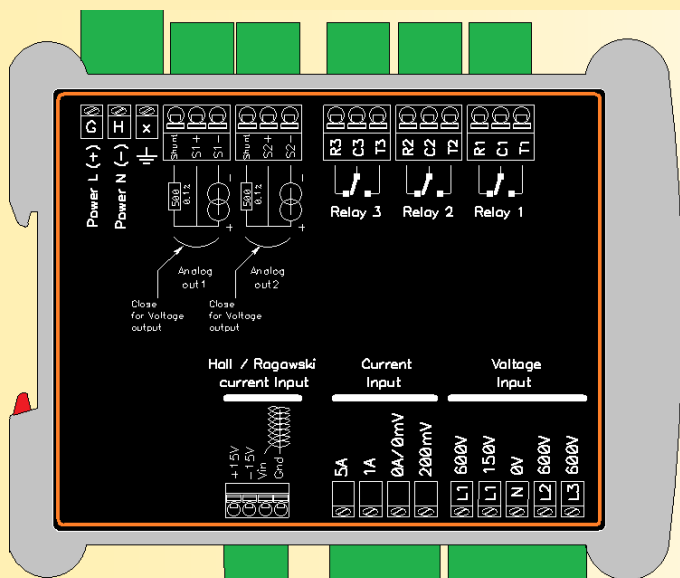 G H x
Power L (+)
Power N (-)
Shunt S1+ S1-
500
0.1%
+
Analog
out1
Close
for Voltage
output
Shunt S2+ S2-
500
0.1%
+
Analog
out2
Close
for Voltage
output
R3 C3 T3
Relay 3
R2 C2 T2
Relay 2
R1 C1 T1
Relay 1
Hall / Ragawski
current Input
+15V
-15V
Vin
Gnd
Current
Input
5A
1A
0A/0mV
200mV
Voltage
Input
600V
150V
0V
600V
600V
L1 L1 N L2 L3